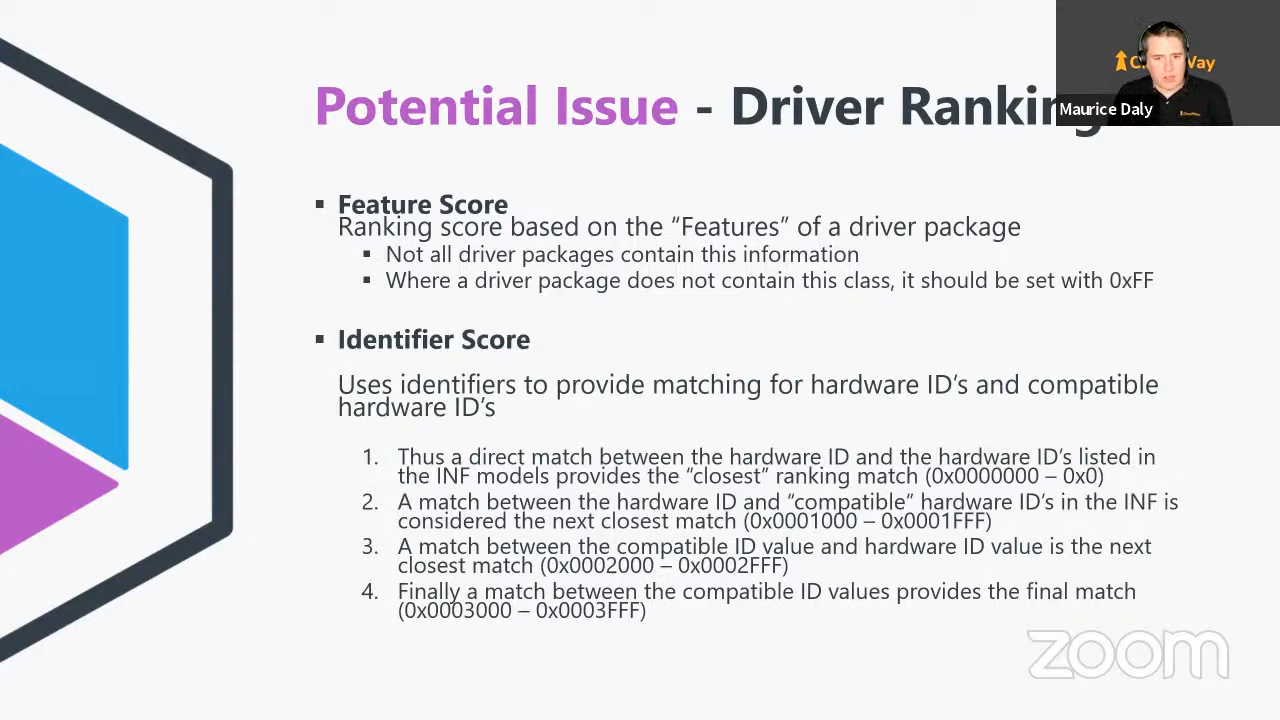 Potential Issue - Driver Ranking
Maurice Daly
▪ Feature Score
Ranking score based on the “Features” of a driver package
▪ Not all driver packages contain this information
▪ Where a driver package does not contain this class, it should be set with 0xFF
▪ Identifier Score
Uses identifiers to provide matching for hardware ID’s and compatible
hardware ID’s
1. Thus a direct match between the hardware ID and the hardware ID’s listed in
the INF models provides the “closest” ranking match (0x0000000 – 0x0)
2. A match between the hardware ID and “compatible” hardware ID’s in the INF is
considered the next closest match (0x0001000 – 0x0001FFF)
3. A match between the compatible ID value and hardware ID value is the next
closest match (0x0002000 – 0x0002FFF)
4. Finally a match between the compatible ID values provides the final match
(0x0003000 – 0x0003FFF)
zoom